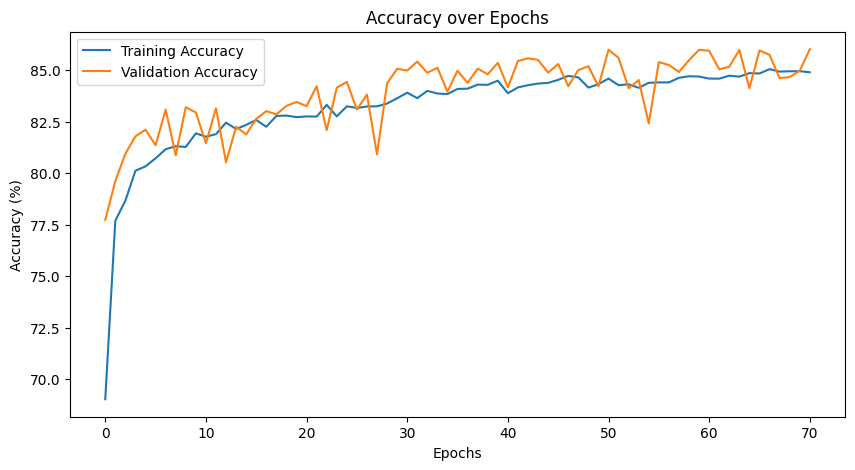 Accuracy over Epochs
Training Accuracy
Validation Accuracy
Accuracy (%)
85.0
82.5
80.0
77.5
75.0
72.5
70.0
0 10 20 30 40 50 60 70
Epochs